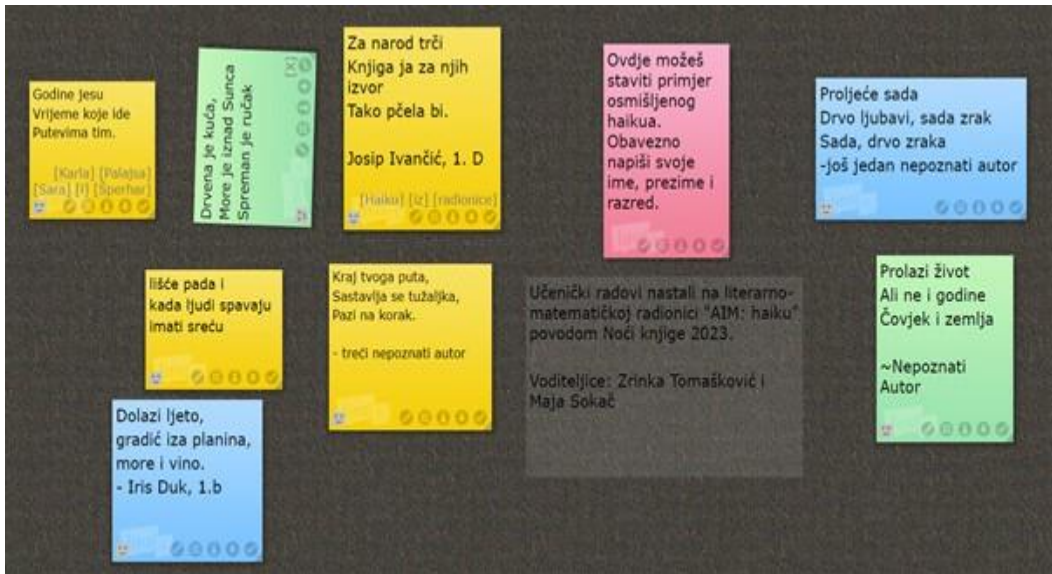 Godine jesu
Vrijeme koje ide
Putevima tim.
[Karla] [Palajsa]
[Sara] [i] [Šperhar]
Drvena je kuća,
More je iznad Sunca
Spreman je ručak
[X]
Za narod trči
Knjiga ja za njih
izvor
Tako pčela bi.
Josip Ivančić, 1. D
[Haiku] [iz] [radionice]
Ovdje možeš
staviti primjer
osmišljenog
haikua.
Obavezno
napiši svoje
ime, prezime i
razred.
Proljeće sada
Drvo ljubavi, sada zrak
Sada, drvo zraka
-još jedan nepoznati autor
lišće pada i
kada ljudi spavaju
imati sreću
Kraj tvoga puta,
Sastavlja se tužaljka,
Pazi na korak.
- treći nepoznati autor
Učenički radovi nastali na literarno-
matematičkoj radionici "AIM: haiku"
povodom Noći knjige 2023.
Voditeljice: Zrinka Tomašković i
Maja Sokač
Prolazi život
Ali ne i godine
Čovjek i zemlja
~Nepoznati
Autor
Dolazi ljeto,
gradić iza planina,
more i vino.
- Iris Duk, 1.b